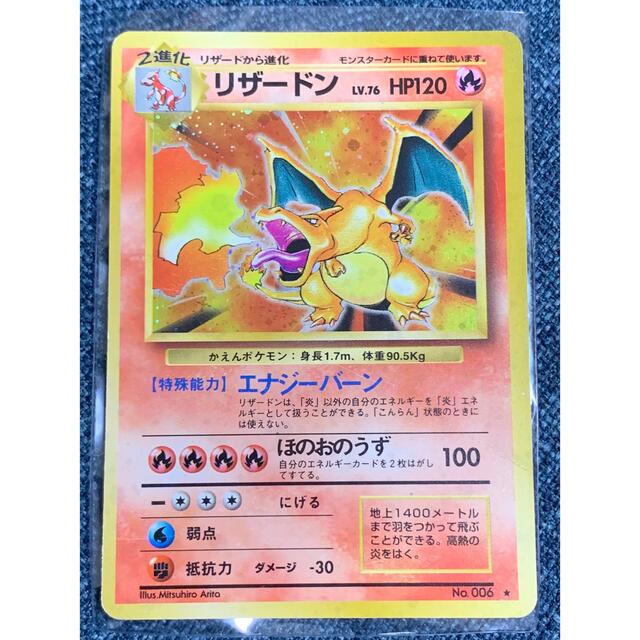 2進化
リザードから進化
モンスターカードに重ねて使います。
リザードン LV.76 HP120
かえんポケモン：身長1.7m、体重90.5Kg
【特殊能力】エナジーバーン
リザードンは、「炎」以外の自分のエネルギーを「炎」エネ
ルギーとして扱うことができる。「こんらん」状態のときに
は使えない。
ほのおのうず 100
自分のエネルギーカードを2枚はがし
てすてる。
にげる
弱点
抵抗力 ダメージ -30
地上1400メートル
まで羽をつかって飛ぶ
ことができる。高熱の
炎をはく。
Illus.Mitsuhiro Arita
No.006 ★